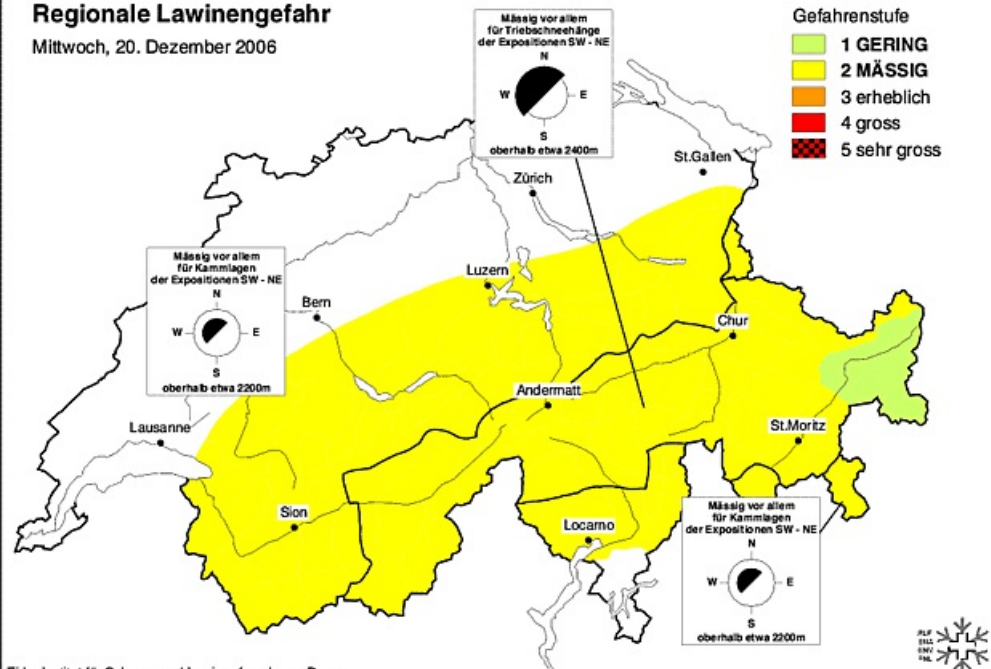 Regionale Lawinengefahr
Mittwoch, 20. Dezember 2006
Mässig vor allem
für Triebschneehänge
der Expositionen SW - NE
N
W
E
S
oberhalb etwa 2400m
Gefahrenstufe
1 GERING
2 MÄSSIG
3 erheblich
4 gross
5 sehr gross
St.Gallen
Zürich
Mässig vor allem
für Kammlagen
der Expositionen SW - NE
N
W
E
S
oberhalb etwa 2200m
Luzern
Bern
Chur
Andermatt
Lausanne
St.Moritz
Sion
Locarno
Mässig vor allem
für Kammlagen
der Expositionen SW - NE
N
W
E
S
oberhalb etwa 2200m
SLF